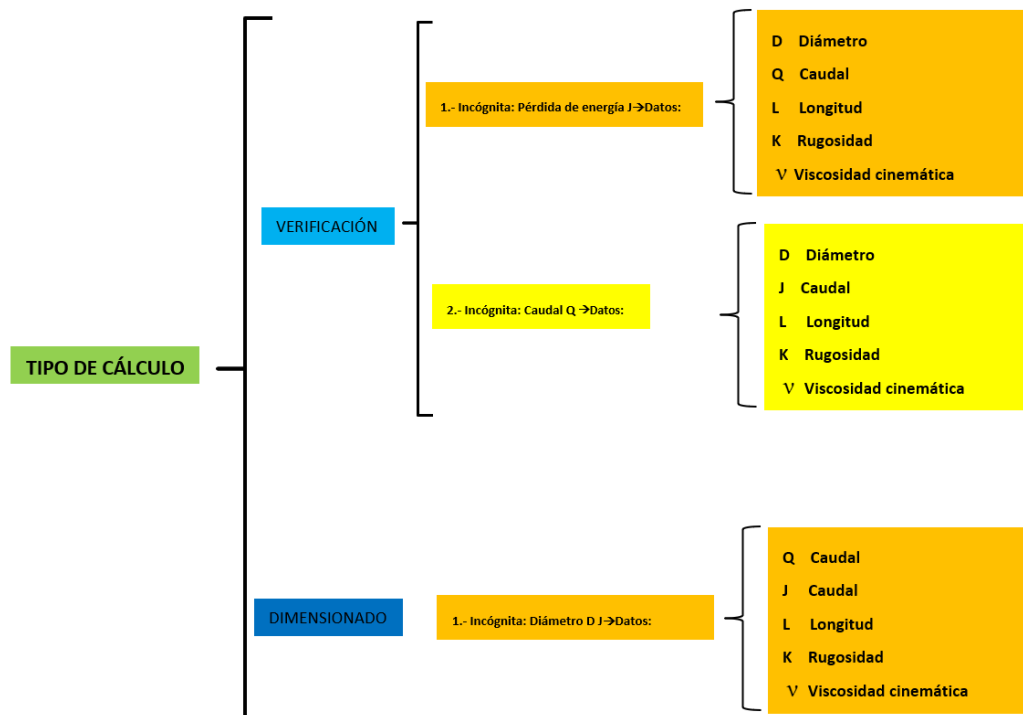 TIPO DE CÁLCULO
VERIFICACIÓN
1.- Incógnita: Pérdida de energía J→Datos:
D Diámetro
Q Caudal
L Longitud
K Rugosidad
ν Viscosidad cinemática
2.- Incógnita: Caudal Q →Datos:
D Diámetro
J Caudal
L Longitud
K Rugosidad
ν Viscosidad cinemática
DIMENSIONADO
1.- Incógnita: Diámetro D J→Datos:
Q Caudal
J Caudal
L Longitud
K Rugosidad
ν Viscosidad cinemática